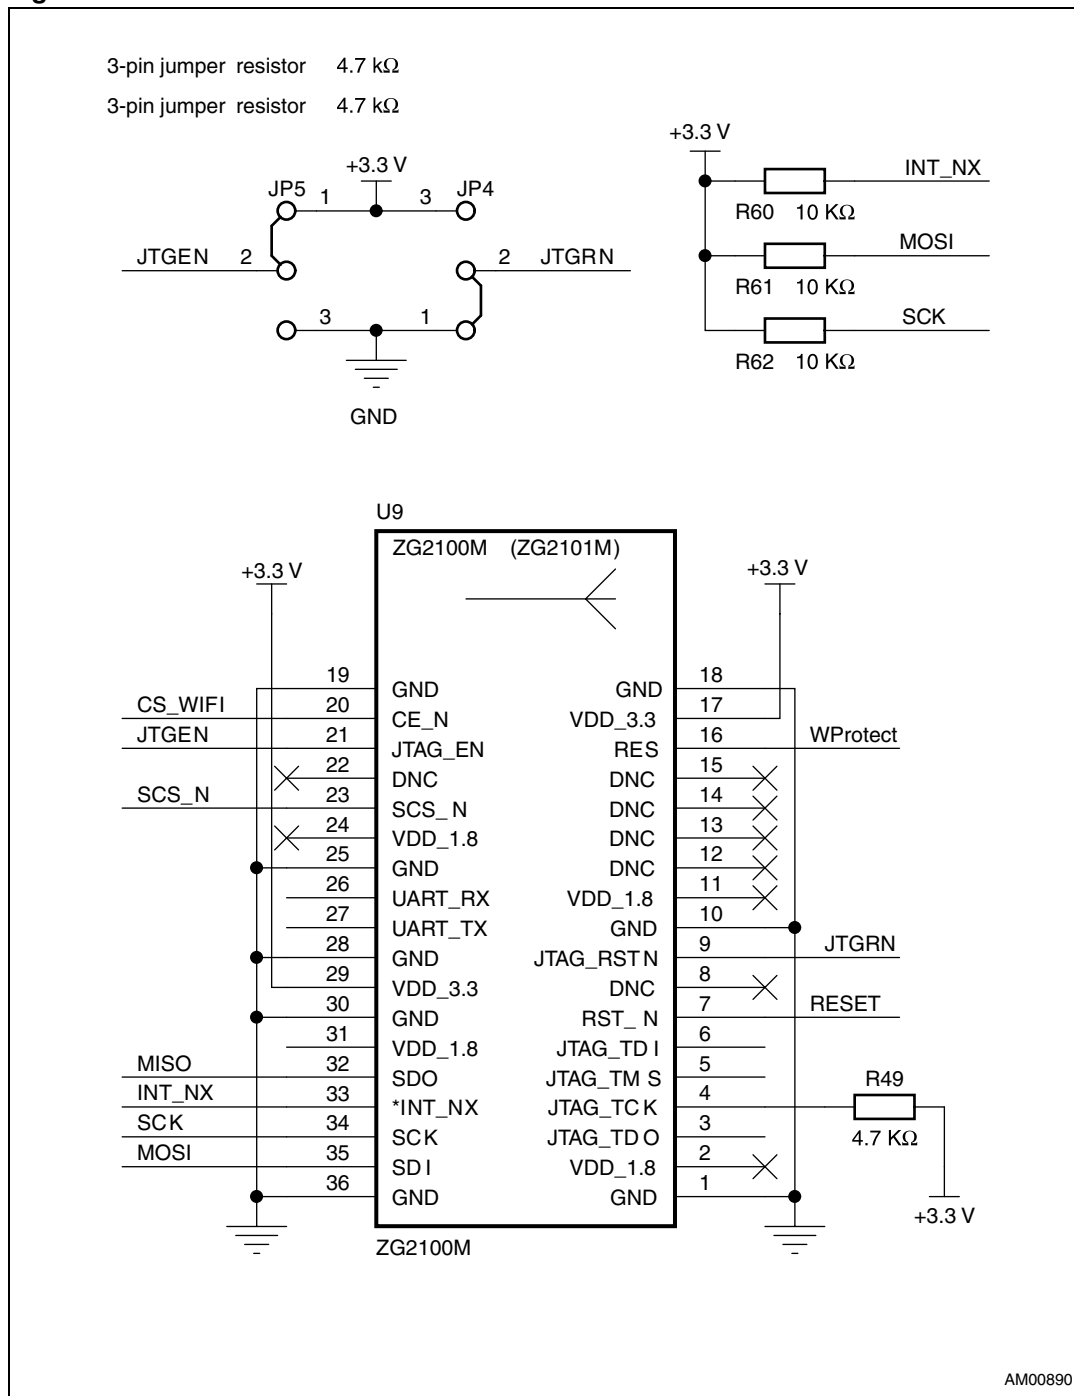 3-pin jumper resistor 4.7 kΩ
3-pin jumper resistor 4.7 kΩ
+3.3 V
JP5 1 3 JP4
JTGEN 2 2 JTGRN
3 1
GND
+3.3 V
INT_NX
R60 10 KΩ
MOSI
R61 10 KΩ
SCK
R62 10 KΩ
U9
ZG2100M (ZG2101M)
+3.3 V +3.3 V
19 GND GND 18
CS_WIFI 20 CE_N VDD_3.3 17
JTGEN 21 JTAG_EN RES 16 WProtect
22 DNC DNC 15
SCS_N 23 SCS_N DNC 14
24 VDD_1.8 DNC 13
25 GND DNC 12
26 UART_RX VDD_1.8 11
27 UART_TX GND 10
28 GND JTAG_RSTN 9 JTGRN
29 VDD_3.3 DNC 8
30 GND RST_N 7 RESET
31 VDD_1.8 JTAG_TDI 6
MISO 32 SDO JTAG_TMS 5
INT_NX 33 *INT_NX JTAG_TCK 4 R49
SCK 34 SCK JTAG_TDO 3 4.7 KΩ
MOSI 35 SDI VDD_1.8 2
36 GND GND 1
+3.3 V
ZG2100M
AM00890